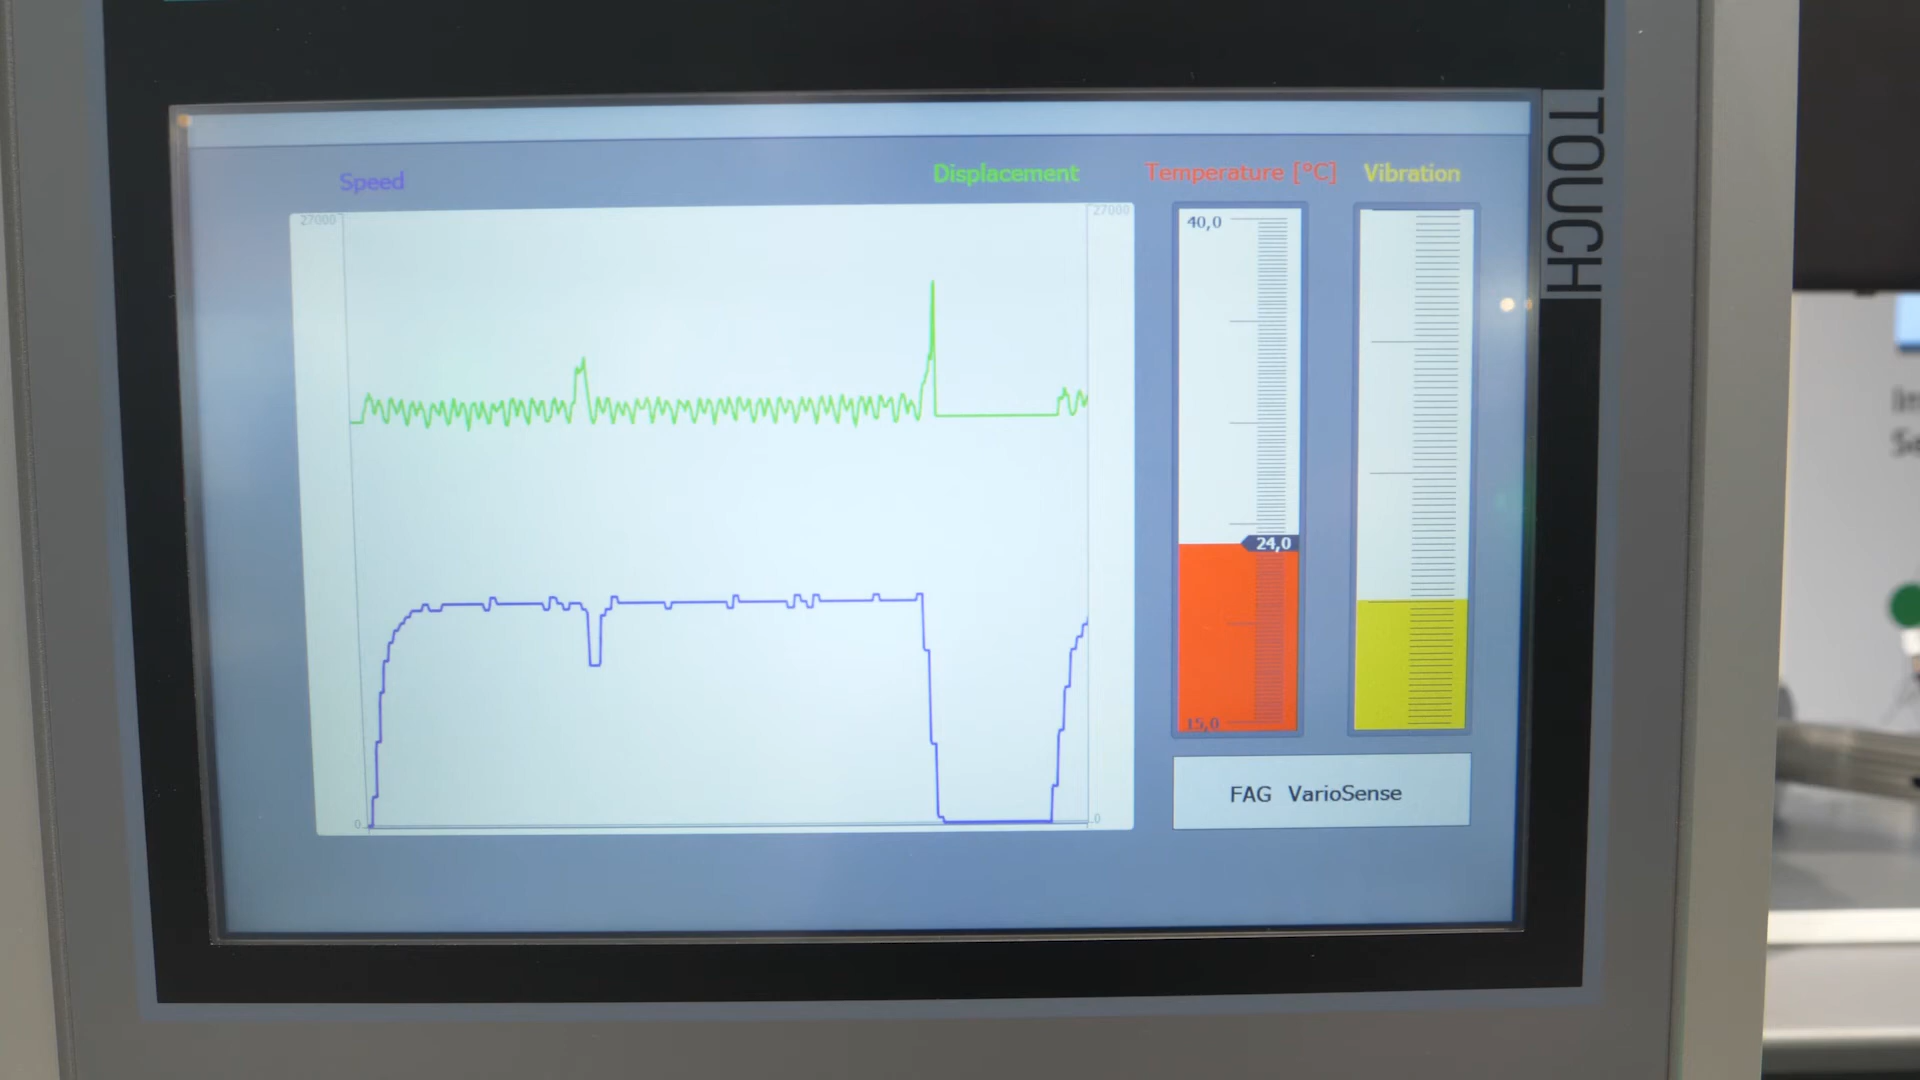 Speed
Displacement
Temperature [°C]
Vibration
TOUCH
27000
27000
40,0
24,0
15,0
0
0
FAG VarioSense